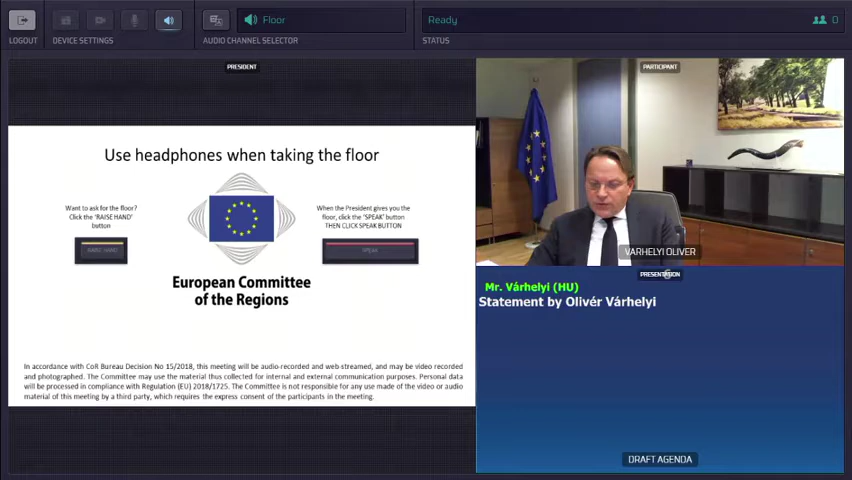 Floor
Ready
0
LOGOUT
DEVICE SETTINGS
AUDIO CHANNEL SELECTOR
STATUS
PRESIDENT
PARTICIPANT
Use headphones when taking the floor
Want to ask for the floor?
Click the 'RAISE HAND'
button
RAISE HAND
When the President gives you the
floor, click the 'SPEAK' button
THEN CLICK SPEAK BUTTON
SPEAK
European Committee
of the Regions
In accordance with CoR Bureau Decision No 15/2018, this meeting will be audio-recorded and web-streamed, and may be video recorded
and photographed. The Committee may use the material thus collected for internal and external communication purposes. Personal data
will be processed in compliance with Regulation (EU) 2018/1725. The Committee is not responsible for any use made of the video or audio
material of this meeting by a third party, which requires the express consent of the participants in the meeting.
VARHELYI OLIVER
PRESENTATION
Mr. Várhelyi (HU)
Statement by Olivér Várhelyi
DRAFT AGENDA